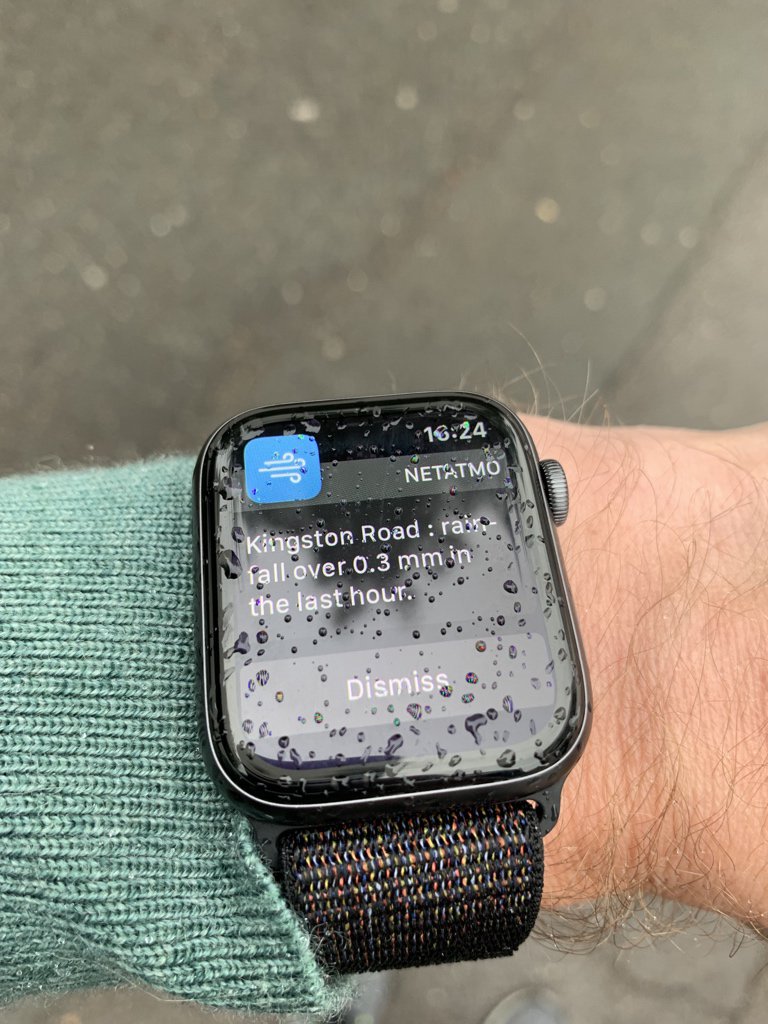 16:24
NETATMO
Kingston Road : rain-
fall over 0.3 mm in
the last hour.
Dismiss